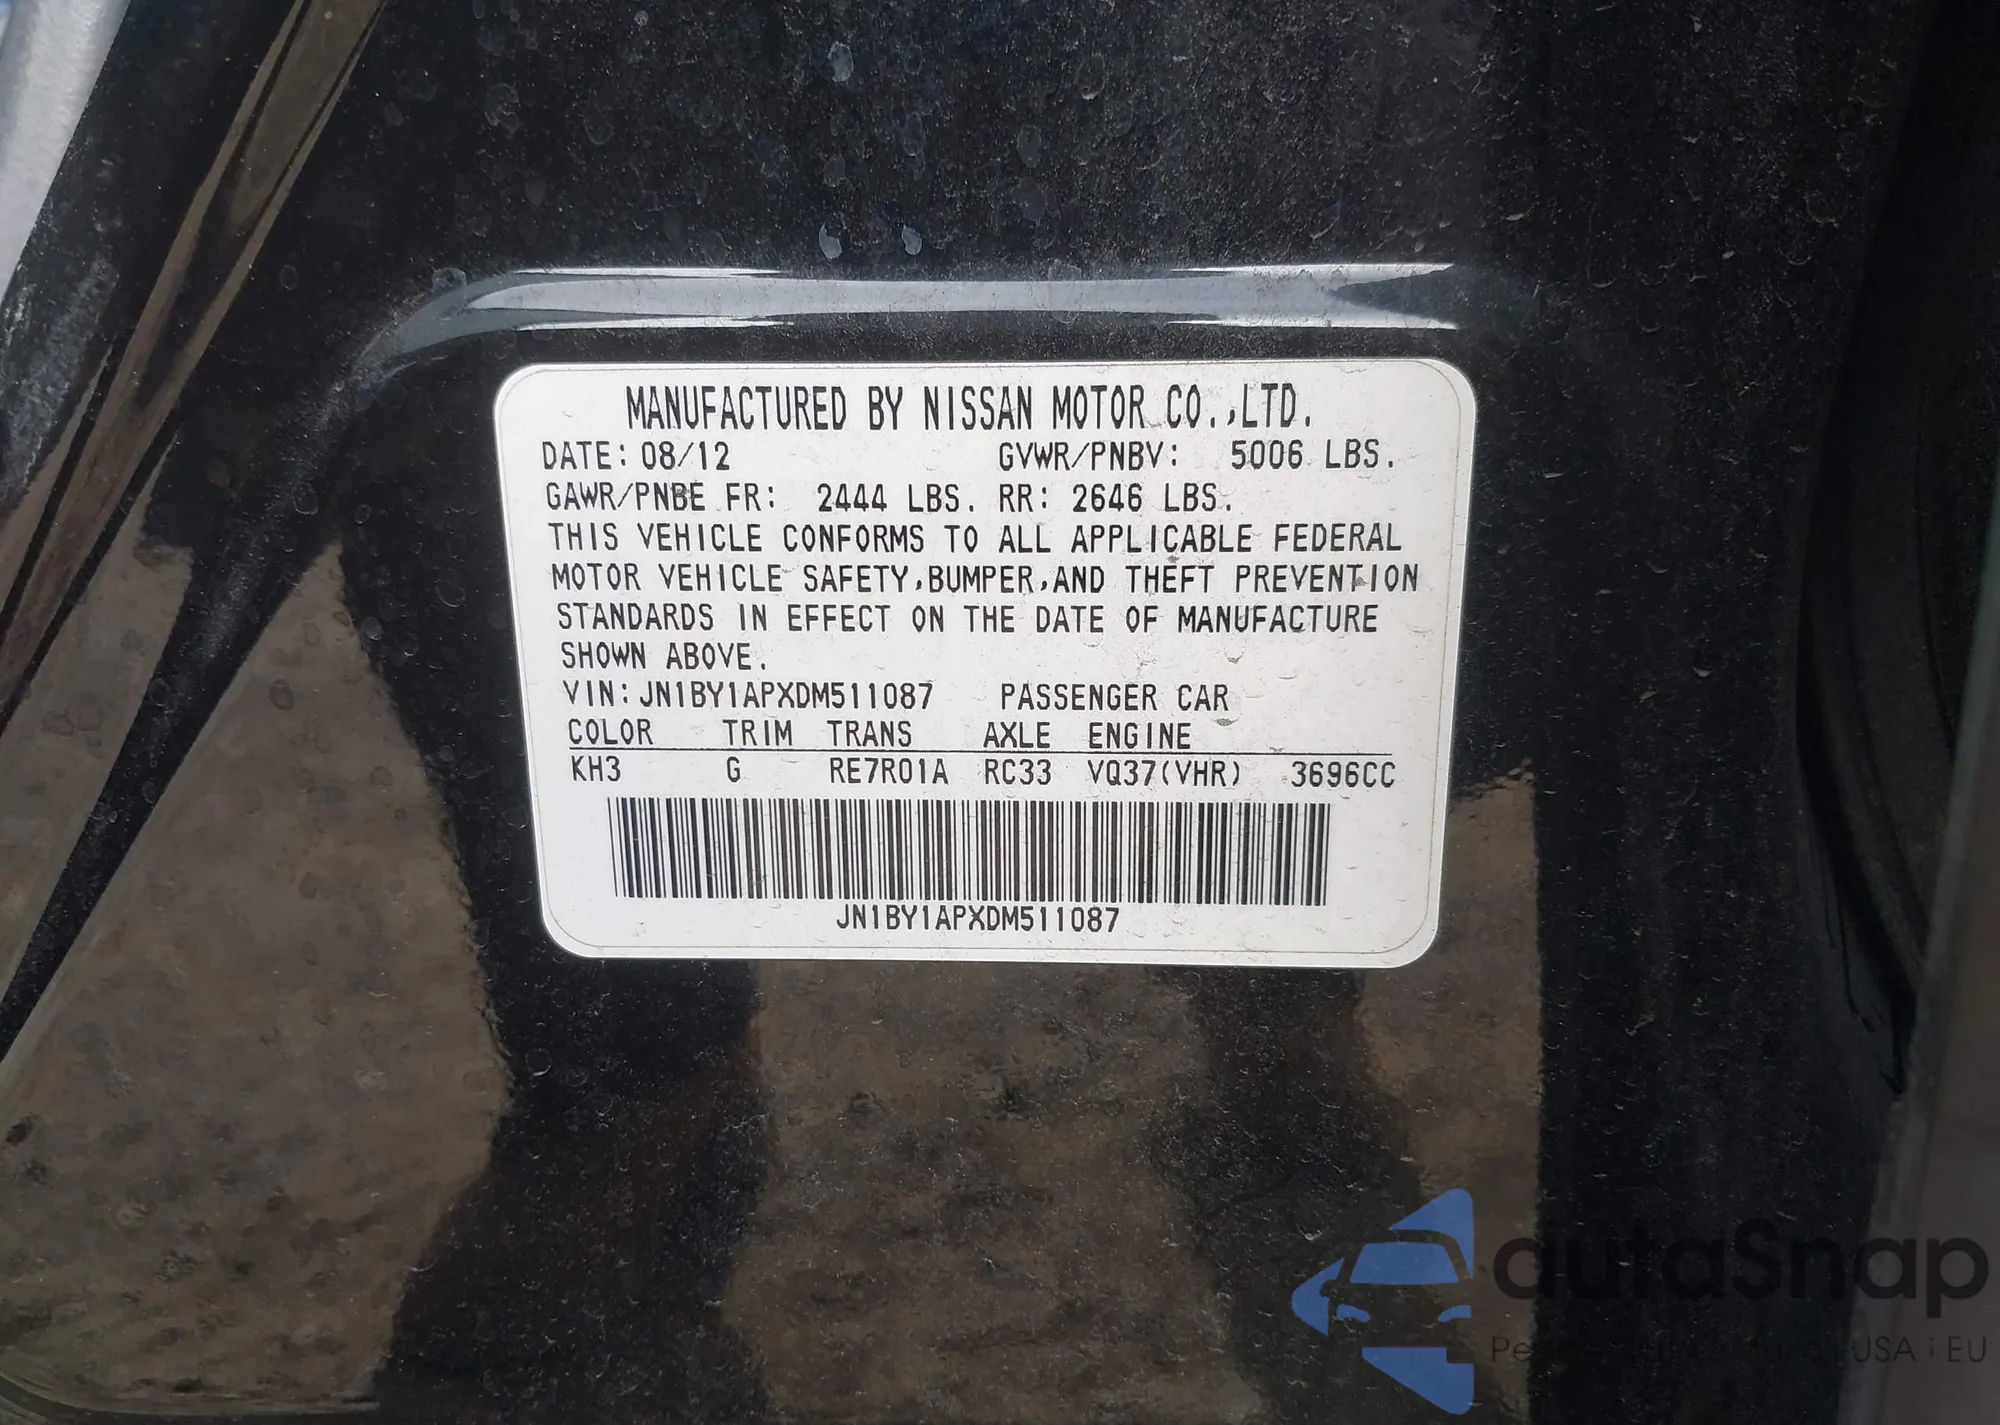 MANUFACTURED BY NISSAN MOTOR CO.,LTD.
DATE: 08/12 GVWR/PNBV: 5006 LBS.
GAWR/PNBE FR: 2444 LBS. RR: 2646 LBS.
THIS VEHICLE CONFORMS TO ALL APPLICABLE FEDERAL
MOTOR VEHICLE SAFETY,BUMPER,AND THEFT PREVENTION
STANDARDS IN EFFECT ON THE DATE OF MANUFACTURE
SHOWN ABOVE.
VIN:JN1BY1APXDM511087 PASSENGER CAR
COLOR TRIM TRANS AXLE ENGINE
KH3 G RE7R01A RC33 VQ37(VHR) 3696CC
JN1BY1APXDM511087
autaSnap
USA i EU